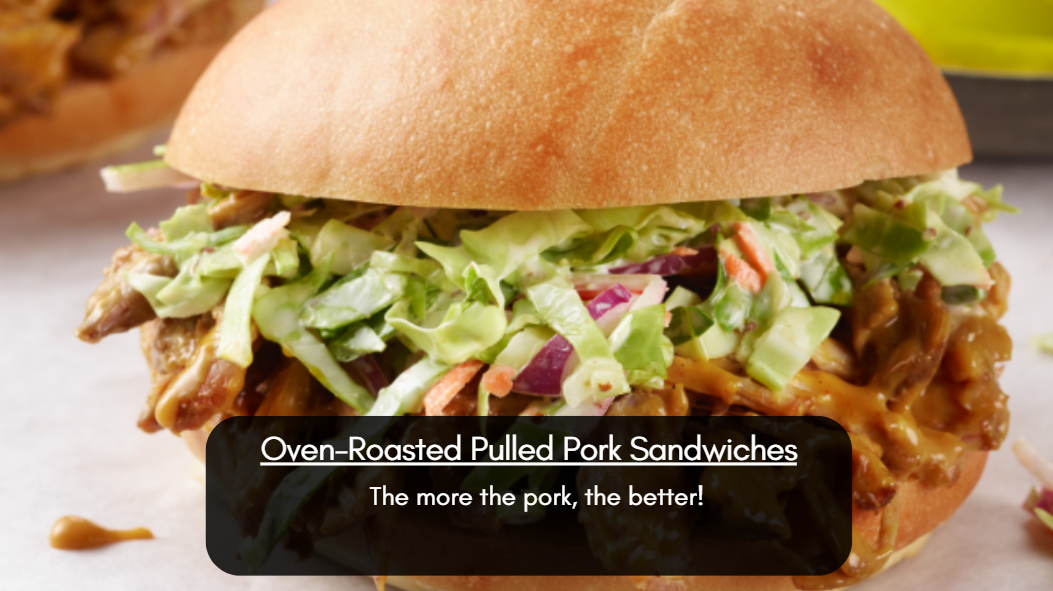 Oven-Roasted Pulled Pork Sandwiches
The more the pork, the better!